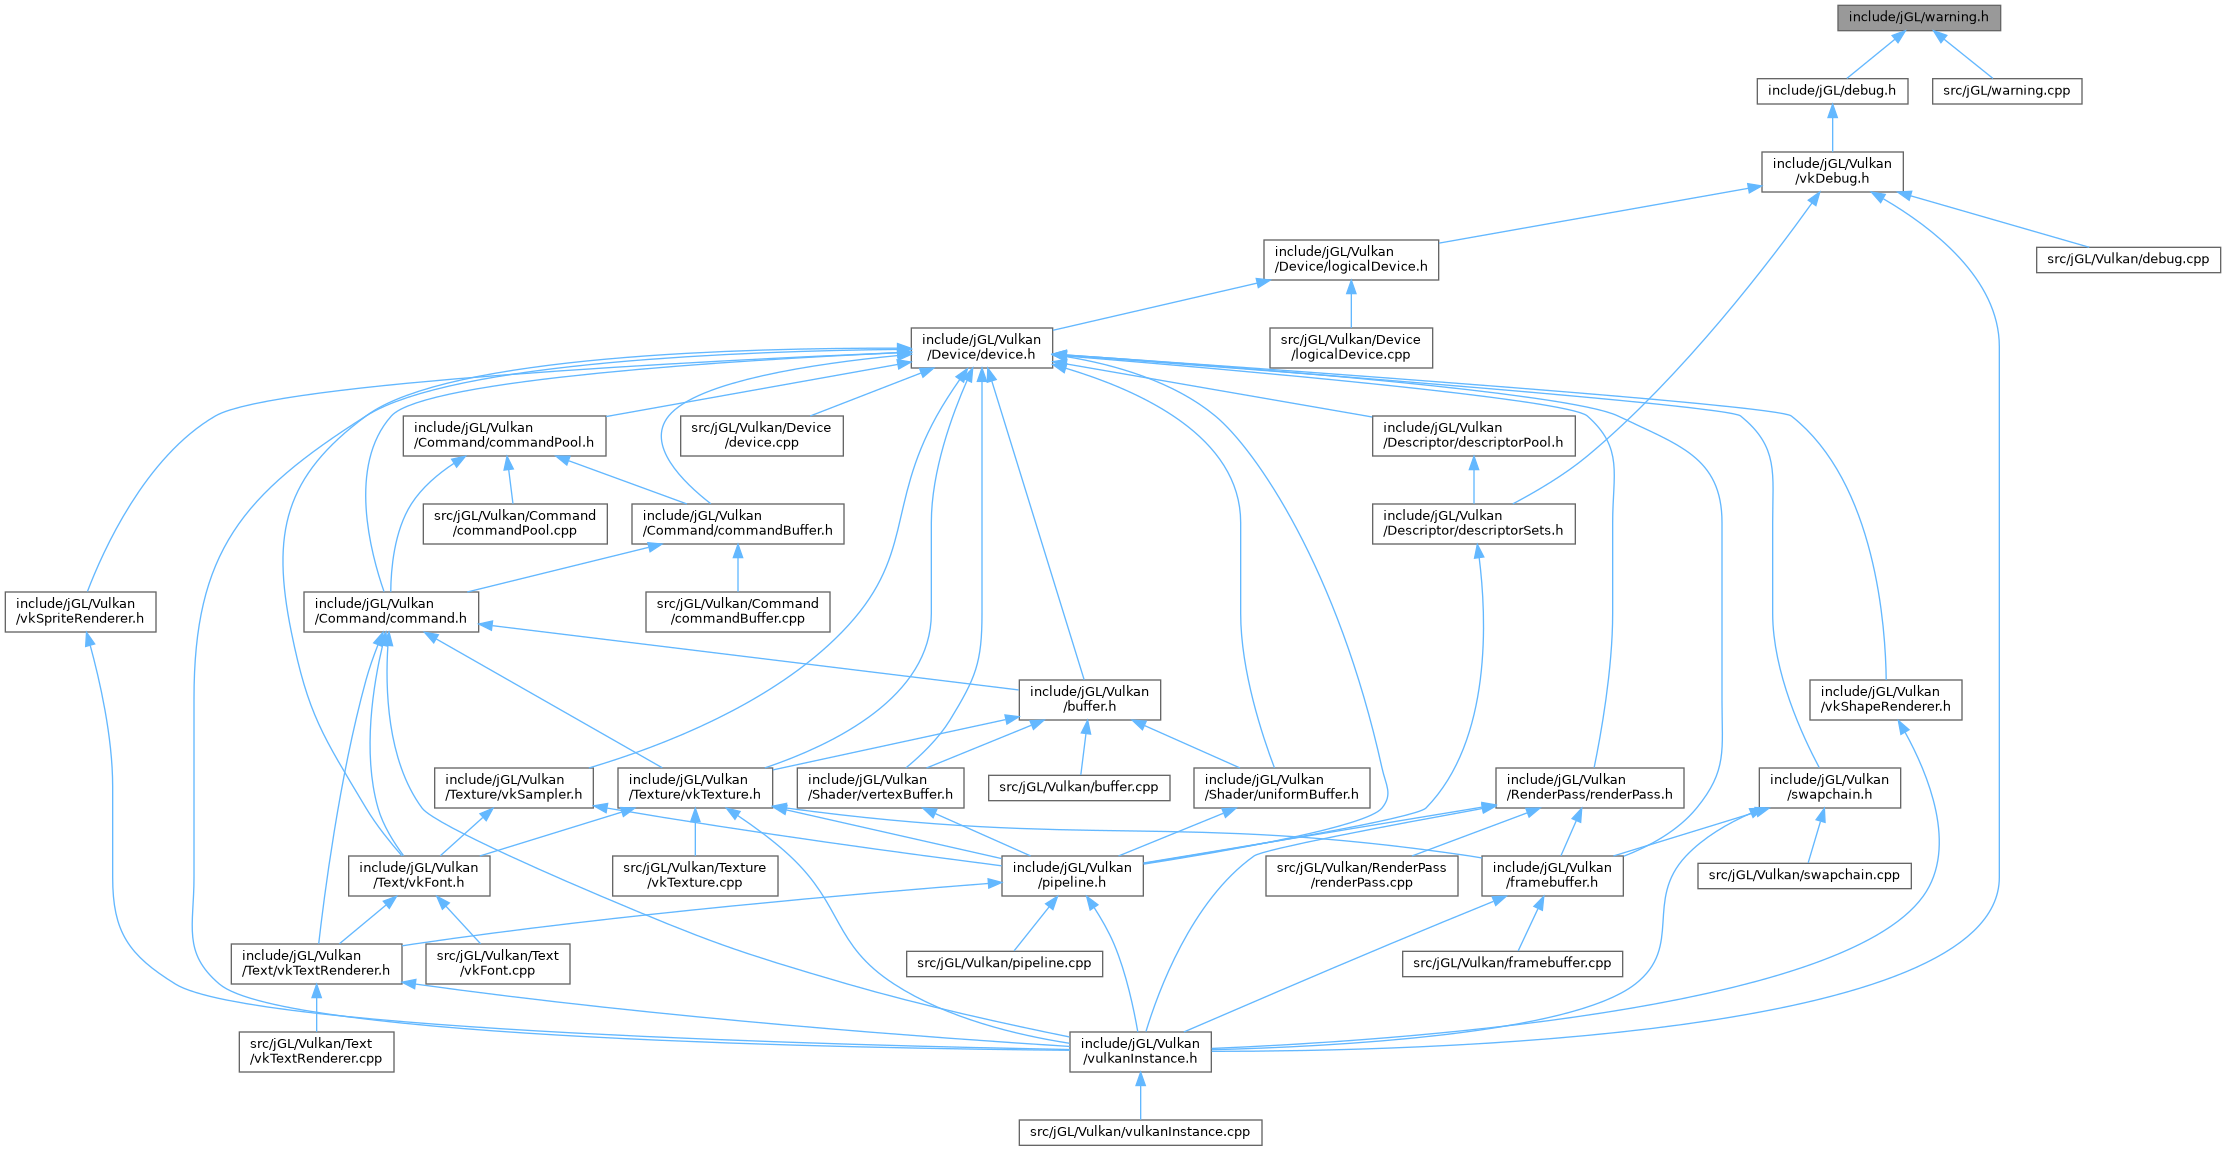 include/jGL/warning.h
include/jGL/debug.h
src/jGL/warning.cpp
include/jGL/Vulkan
/vkDebug.h
include/jGL/Vulkan
/Device/logicalDevice.h
src/jGL/Vulkan/debug.cpp
include/jGL/Vulkan
/Device/device.h
src/jGL/Vulkan/Device
/logicalDevice.cpp
include/jGL/Vulkan
/Command/commandPool.h
src/jGL/Vulkan/Device
/device.cpp
include/jGL/Vulkan
/Descriptor/descriptorPool.h
src/jGL/Vulkan/Command
/commandPool.cpp
include/jGL/Vulkan
/Command/commandBuffer.h
include/jGL/Vulkan
/Descriptor/descriptorSets.h
include/jGL/Vulkan
/vkSpriteRenderer.h
include/jGL/Vulkan
/Command/command.h
src/jGL/Vulkan/Command
/commandBuffer.cpp
include/jGL/Vulkan
/buffer.h
include/jGL/Vulkan
/vkShapeRenderer.h
include/jGL/Vulkan
/Texture/vkSampler.h
include/jGL/Vulkan
/Texture/vkTexture.h
include/jGL/Vulkan
/Shader/vertexBuffer.h
src/jGL/Vulkan/buffer.cpp
include/jGL/Vulkan
/Shader/uniformBuffer.h
include/jGL/Vulkan
/RenderPass/renderPass.h
include/jGL/Vulkan
/swapchain.h
include/jGL/Vulkan
/Text/vkFont.h
src/jGL/Vulkan/Texture
/vkTexture.cpp
include/jGL/Vulkan
/pipeline.h
src/jGL/Vulkan/RenderPass
/renderPass.cpp
include/jGL/Vulkan
/framebuffer.h
src/jGL/Vulkan/swapchain.cpp
include/jGL/Vulkan
/Text/vkTextRenderer.h
src/jGL/Vulkan/Text
/vkFont.cpp
src/jGL/Vulkan/pipeline.cpp
src/jGL/Vulkan/framebuffer.cpp
src/jGL/Vulkan/Text
/vkTextRenderer.cpp
include/jGL/Vulkan
/vulkanInstance.h
src/jGL/Vulkan/vulkanInstance.cpp